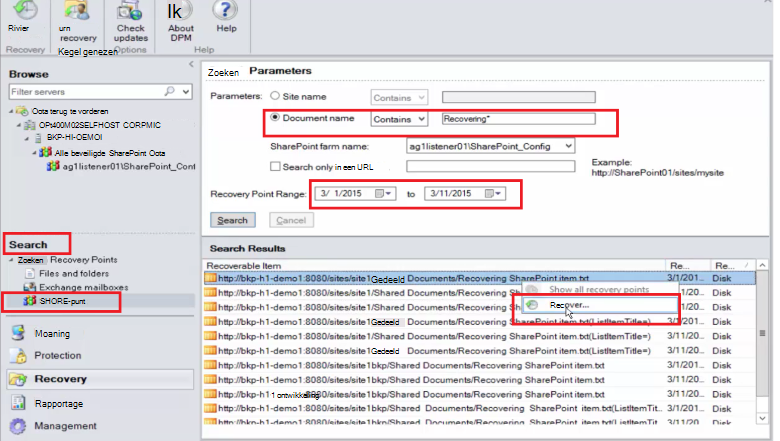 Rivier
urn
recovery
Kegel genezen
Check
updates
Ik
About
DPM
Help
Recovery
Options
Help
Browse
Filter servers
Oota terug te vorderen
OPt400M02SELFHOST CORPMIC
BKP-HI-OEMOI
Alle beveiligde SharePoint Oota
ag1listener01\SharePoint_Cont
Search
Zoeken Recovery Points
Files and folders
Exchange mailboxes
SHORE-punt
Moaning
Protection
Recovery
Rapportage
Management
Zoeken Parameters
Parameters: Site name Contains
Document name Contains Recovering*
SharePoint farm name: ag1listener01\SharePoint_Config
Search only in een URL
Example:
http://SharePoint01/sites/mysite
Recovery Point Range: 3/ 1/2015 to 3/11/2015
Search Cancel
Search Results
Recoverable Item Re... Re... /
http://bkp-h1-demo1:8080/sites/site1Gedeeld Documents/Recovering SharePoint item.txt 3/1/201... Disk
http://bkp-h1-demo1:8080/sites/site1/Shared Documents/Recovering Show all recovery points 3/11/20... Disk
http://bkp-h1-demo1:8080/sites/site1/Shared Documents/Recovering Recover... 3/11/20... Disk
http://bkp-h1-demo1:8080/sites/site1Gedeeld Documents/Recovering SharePoint item.txt(ListItemTitle=) 3/1/201... Disk
http://bkp-h1-demo1:8080/sites/site1/Shared Documents/Recovering SharePoint item.txt(ListItemTitle=) 3/11/20... Disk
http://bkp-h1-demo1:8080/sites/site1Gedeeld Documents/Recovering SharePoint item.txt(ListItemTitle=) 3/11/20... Disk
http://bkp-h1-demo1:8080/sites/site1bkp/Shared Documents/Recovering SharePoint item.txt 3/1/201... Disk
http://bkp-h1-demo1:8080/sites/site1bkp/Shared Documents/Recovering SharePoint item.txt 3/11/20... Disk
http://bkp-h1 1 ontwikkeling :8080/sites/site1bkp/Shared Documents/Recovering SharePoint item.txt 3/11/20... Disk
http://bkp-h1-demo1:8080/sites/site1bkp/Shared Documents/Recovering SharePoint item.txt(ListItemTit... 3/1/201... Disk
http://bkp-h1-demo1:8080/sites/site1bkp/Shared Documents/Recovering SharePoint item.txt(ListItemTit... 3/11/20... Disk